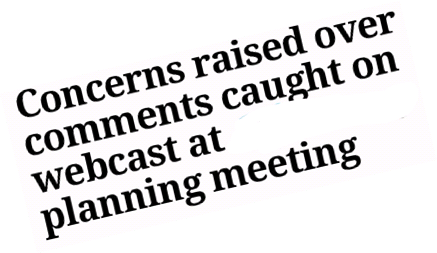 Concerns raised over
comments caught on
webcast at
planning meeting